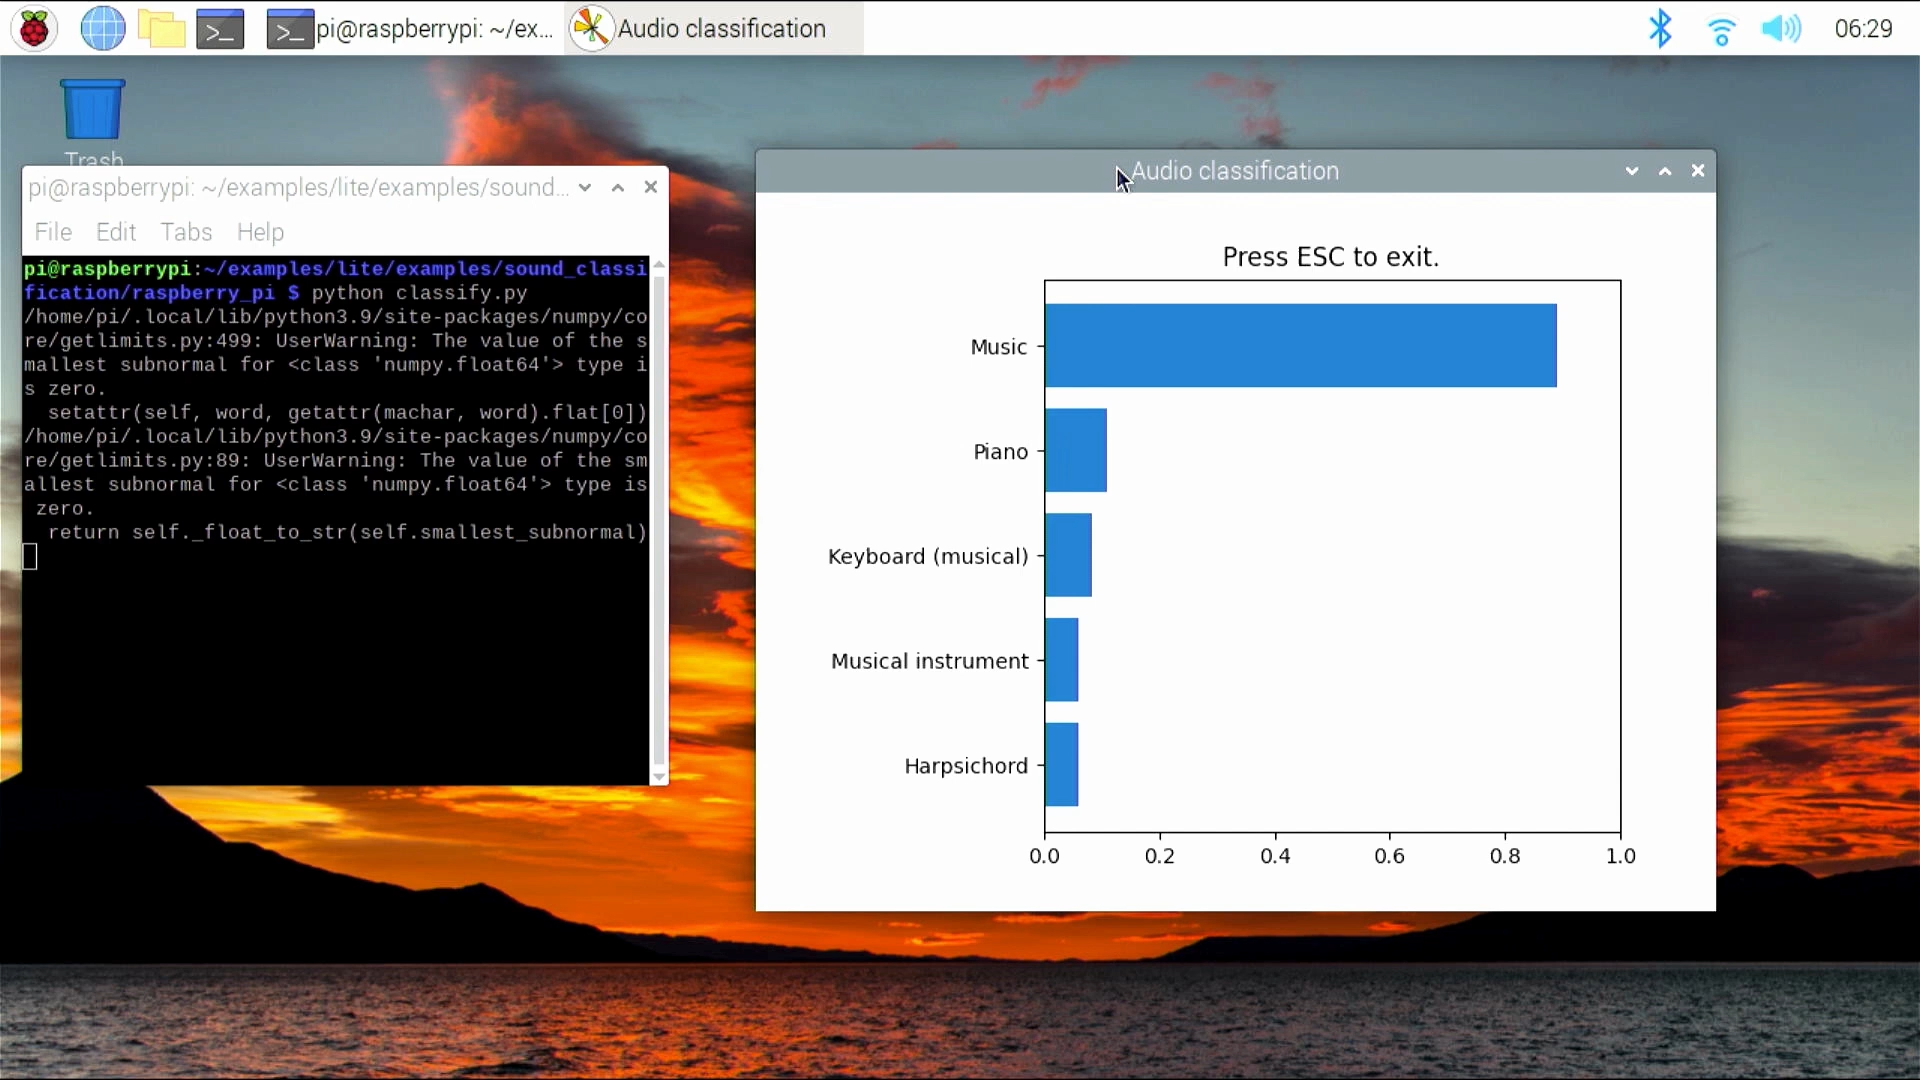 pi@raspberrypi: ~/ex...
Audio classification
06:29
Trash
pi@raspberrypi: ~/examples/lite/examples/sound...
File Edit Tabs Help
pi@raspberrypi:~/examples/lite/examples/sound_classi
fication/raspberry_pi $ python classify.py
/home/pi/.local/lib/python3.9/site-packages/numpy/co
re/getlimits.py:499: UserWarning: The value of the s
mallest subnormal for <class 'numpy.float64'> type i
s zero.
  setattr(self, word, getattr(machar, word).flat[0])
/home/pi/.local/lib/python3.9/site-packages/numpy/co
re/getlimits.py:89: UserWarning: The value of the sm
allest subnormal for <class 'numpy.float64'> type is
 zero.
  return self._float_to_str(self.smallest_subnormal)
Audio classification
Press ESC to exit.
Music
Piano
Keyboard (musical)
Musical instrument
Harpsichord
0.0 0.2 0.4 0.6 0.8 1.0